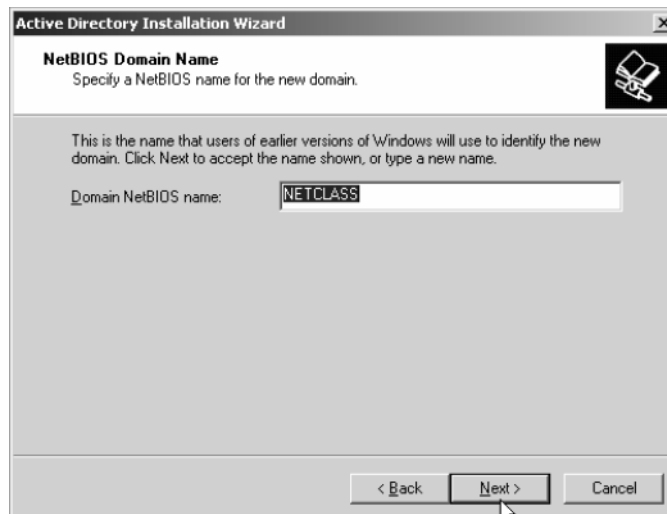 Active Directory Installation Wizard
NetBIOS Domain Name
Specify a NetBIOS name for the new domain.
This is the name that users of earlier versions of Windows will use to identify the new
domain. Click Next to accept the name shown, or type a new name.
Domain NetBIOS name: NETCLASS
< Back Next > Cancel